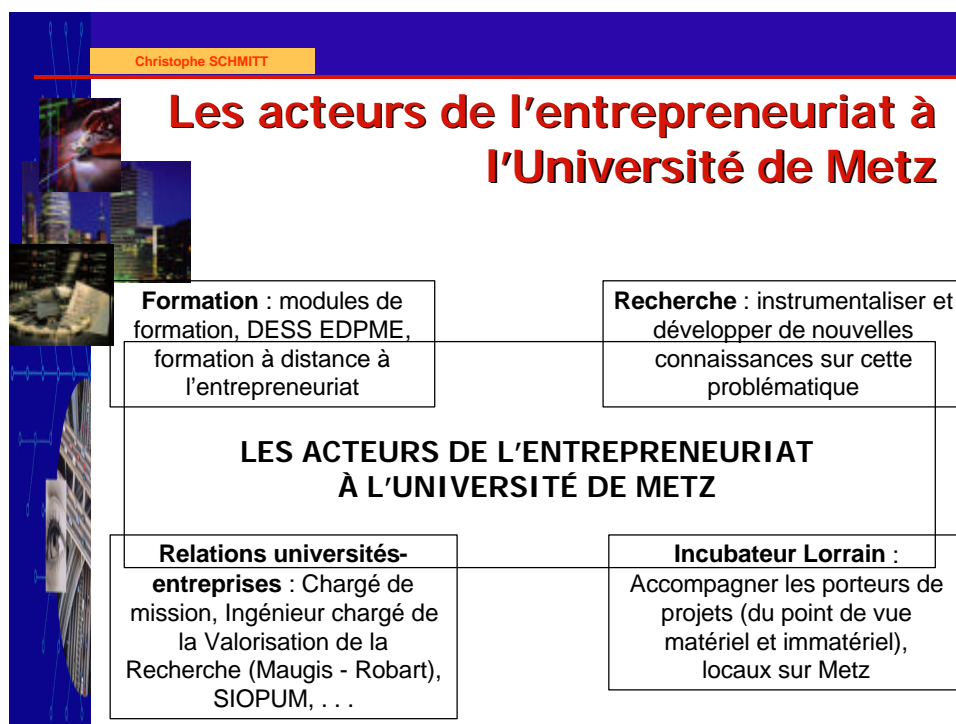 Christophe SCHMITT
Les acteurs de l'entrepreneuriat à
l'Université de Metz
Formation : modules de
formation, DESS EDPME,
formation à distance à
l'entrepreneuriat
Recherche : instrumentaliser et
développer de nouvelles
connaissances sur cette
problématique
LES ACTEURS DE L'ENTREPRENEURIAT
À L'UNIVERSITÉ DE METZ
Relations universités-
entreprises : Chargé de
mission, Ingénieur chargé de
la Valorisation de la
Recherche (Maugis - Robart),
SIOPUM, . . .
Incubateur Lorrain :
Accompagner les porteurs de
projets (du point de vue
matériel et immatériel),
locaux sur Metz